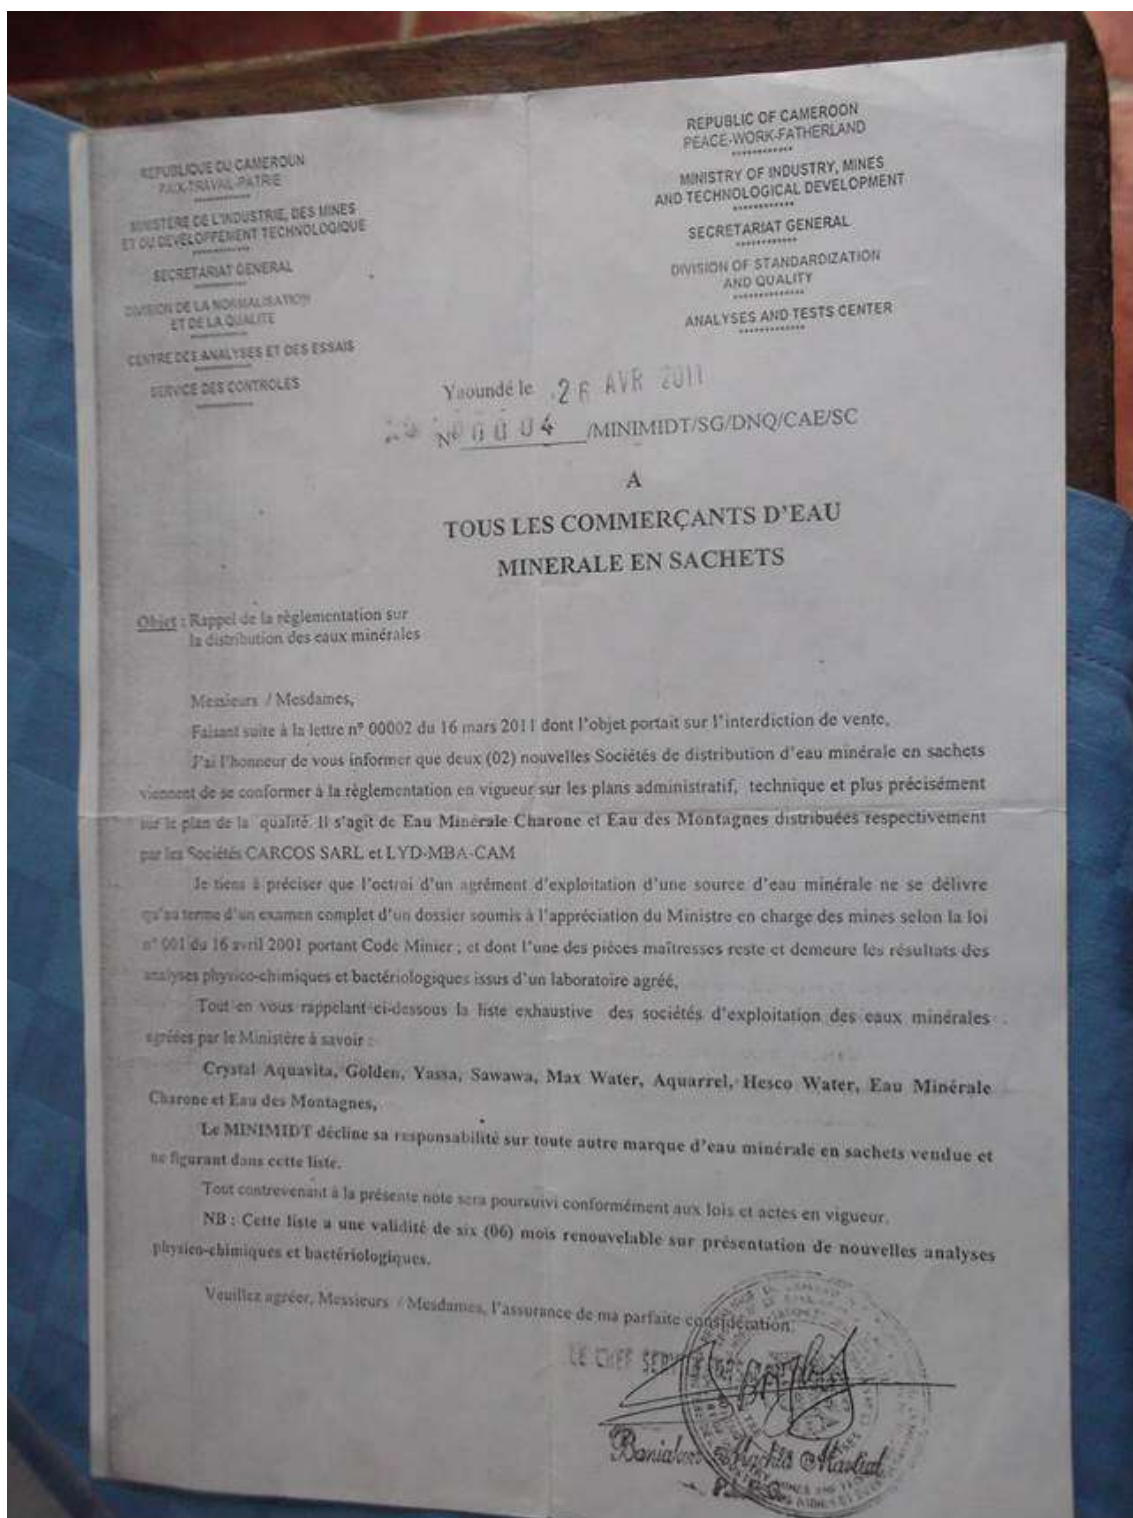 REPUBLIQUE DU CAMEROUN
PAIX-TRAVAIL-PATRIE
************
MINISTERE DE L'INDUSTRIE, DES MINES
ET DU DEVELOPPEMENT TECHNOLOGIQUE
************
SECRETARIAT GENERAL
************
DIVISION DE LA NORMALISATION
ET DE LA QUALITE
************
CENTRE DES ANALYSES ET DES ESSAIS
************
SERVICE DES CONTROLES
************
REPUBLIC OF CAMEROON
PEACE-WORK-FATHERLAND
************
MINISTRY OF INDUSTRY, MINES
AND TECHNOLOGICAL DEVELOPMENT
************
SECRETARIAT GENERAL
************
DIVISION OF STANDARDIZATION
AND QUALITY
************
ANALYSES AND TESTS CENTER
************
Yaoundé le 26 AVR 2011
N° 00004 /MINIMIDT/SG/DNQ/CAE/SC
A
TOUS LES COMMERÇANTS D'EAU
MINERALE EN SACHETS
Objet : Rappel de la règlementation sur
la distribution des eaux minérales
Messieurs / Mesdames,
Faisant suite à la lettre n° 00002 du 16 mars 2011 dont l'objet portait sur l'interdiction de vente,
J'ai l'honneur de vous informer que deux (02) nouvelles Sociétés de distribution d'eau minérale en sachets
viennent de se conformer à la règlementation en vigueur sur les plans administratif, technique et plus précisément
sur le plan de la qualité. Il s'agit de Eau Minérale Charone et Eau des Montagnes distribuées respectivement
par les Sociétés CARCOS SARL et LYD-MBA-CAM
Je tiens à préciser que l'octroi d'un agrément d'exploitation d'une source d'eau minérale ne se délivre
qu'au terme d'un examen complet d'un dossier soumis à l'appréciation du Ministre en charge des mines selon la loi
n° 001 du 16 avril 2001 portant Code Minier ; et dont l'une des pièces maîtresses reste et demeure les résultats des
analyses physico-chimiques et bactériologiques issus d'un laboratoire agréé,
Tout en vous rappelant ci-dessous la liste exhaustive des sociétés d'exploitation des eaux minérales
agréées par le Ministère à savoir :
Crystal Aquavita, Golden, Yassa, Sawawa, Max Water, Aquarrel, Hesco Water, Eau Minérale
Charone et Eau des Montagnes,
Le MINIMIDT décline sa responsabilité sur toute autre marque d'eau minérale en sachets vendue et
ne figurant dans cette liste.
Tout contrevenant à la présente note sera poursuivi conformément aux lois et actes en vigueur.
NB : Cette liste a une validité de six (06) mois renouvelable sur présentation de nouvelles analyses
physico-chimiques et bactériologiques.
Veuillez agréer, Messieurs / Mesdames, l'assurance de ma parfaite considération.
LE CHEF
Martial